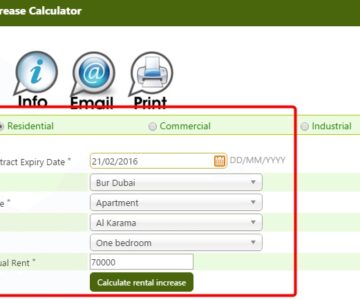 rease Calculator
Info Email Print
Residential Commercial Industrial
tract Expiry Date * 21/02/2016 DD/MM/YYYY
Bur Dubai
e * Apartment
Al Karama
One bedroom
ual Rent * 70000
Calculate rental increase